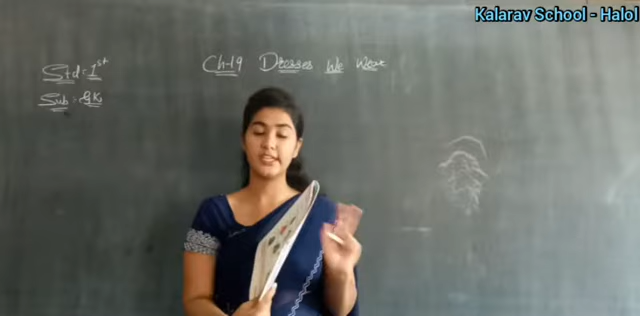 Kalarav School - Halol
Ch-19 Dresses We Wear
Std : 1st
Sub : G.K.